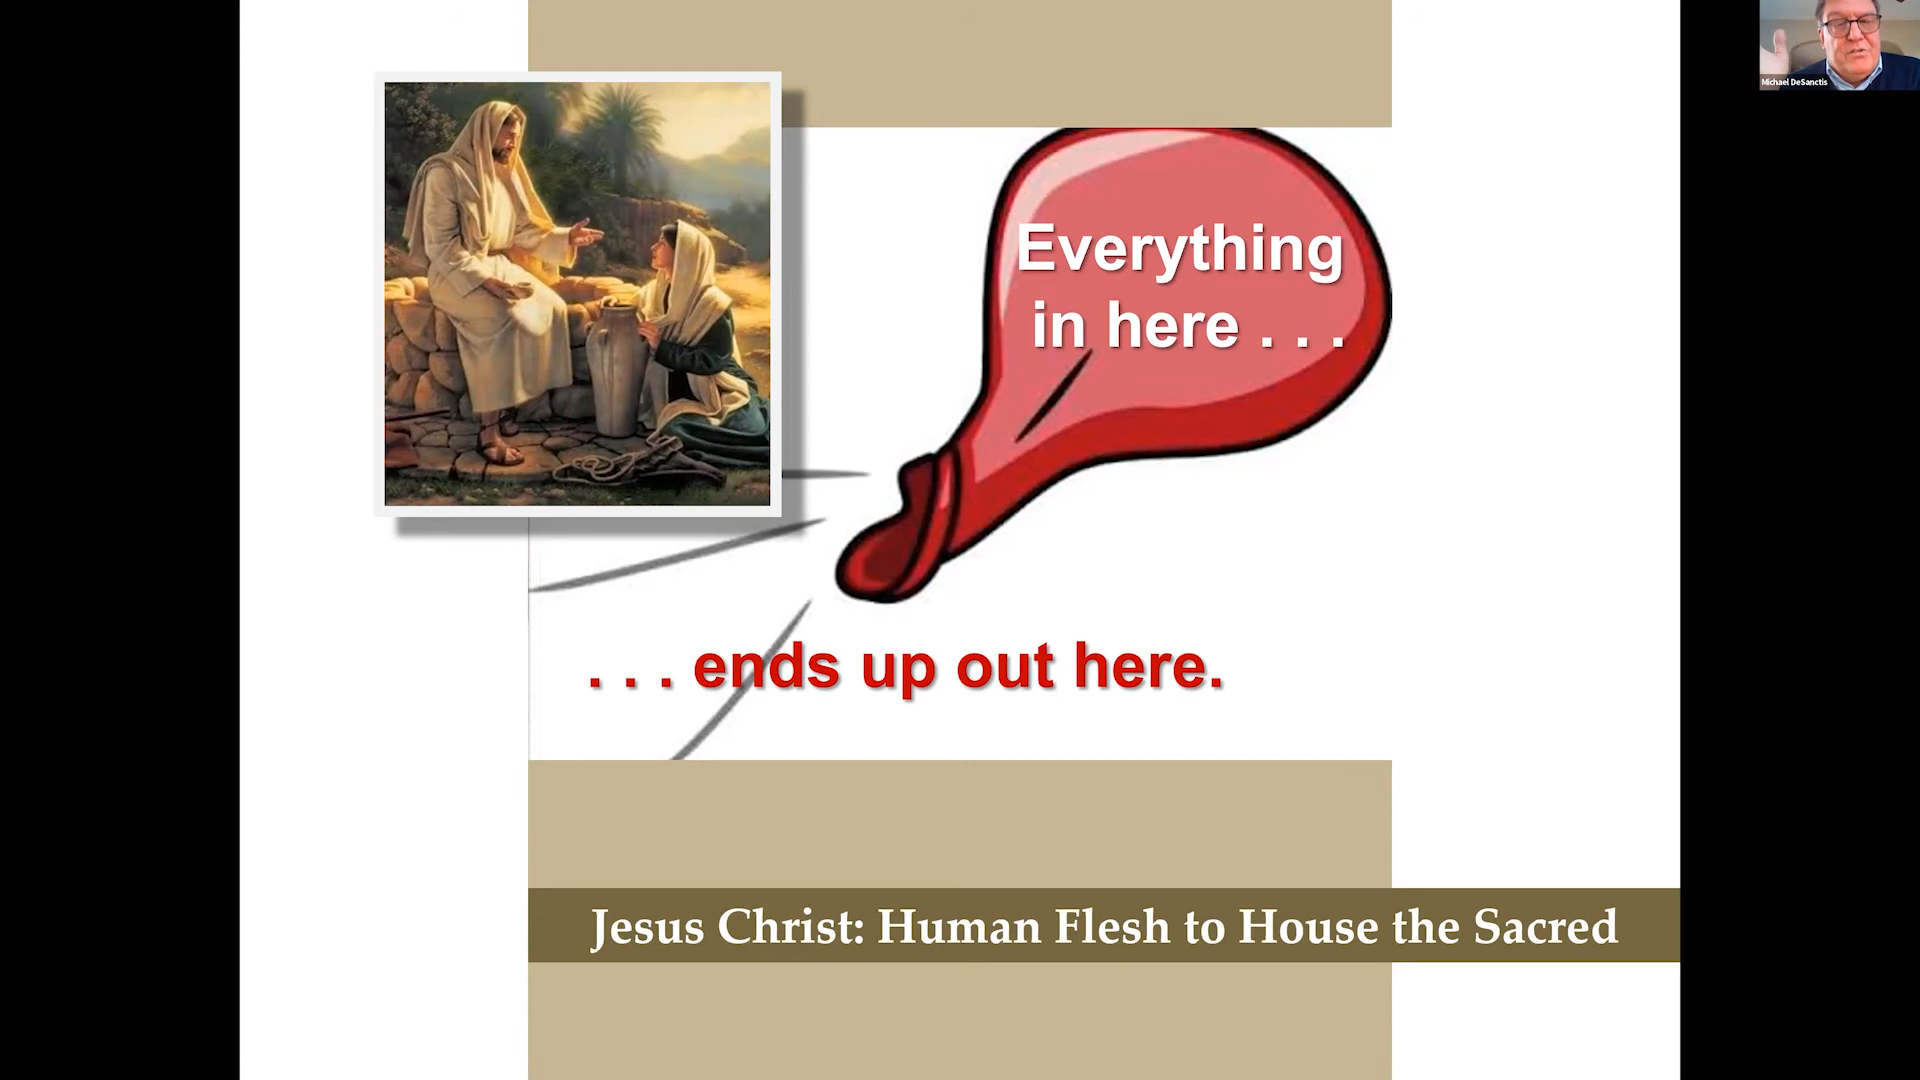 Michael DeSanctis
Everything
in here . . .
. . . ends up out here.
Jesus Christ: Human Flesh to House the Sacred